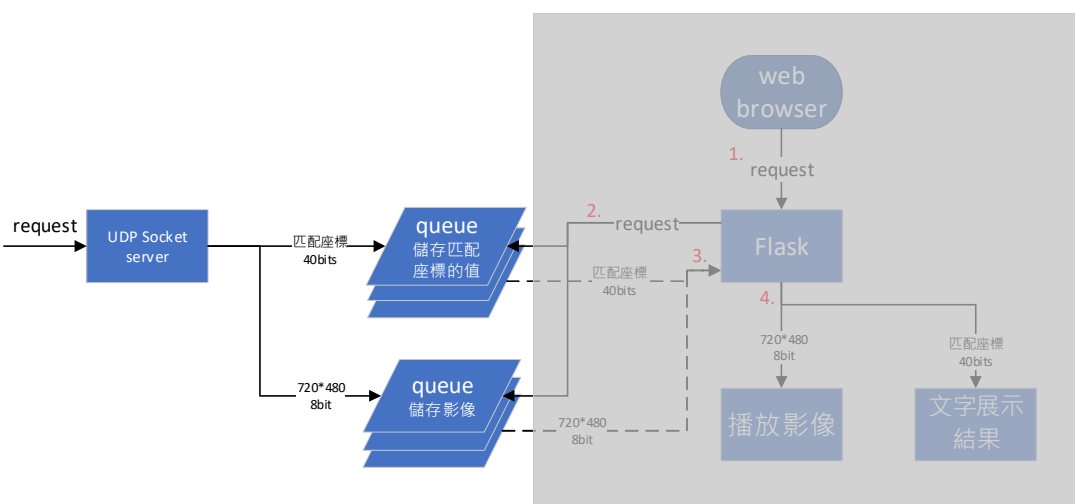 web
browser
1.
request
request
UDP Socket
server
匹配座標
40bits
queue
儲存匹配
座標的值
2.
request
Flask
3.
匹配座標
40bits
4.
720*480
8bit
匹配座標
40bits
720*480
8bit
queue
儲存影像
720*480
8bit
播放影像
文字展示
結果